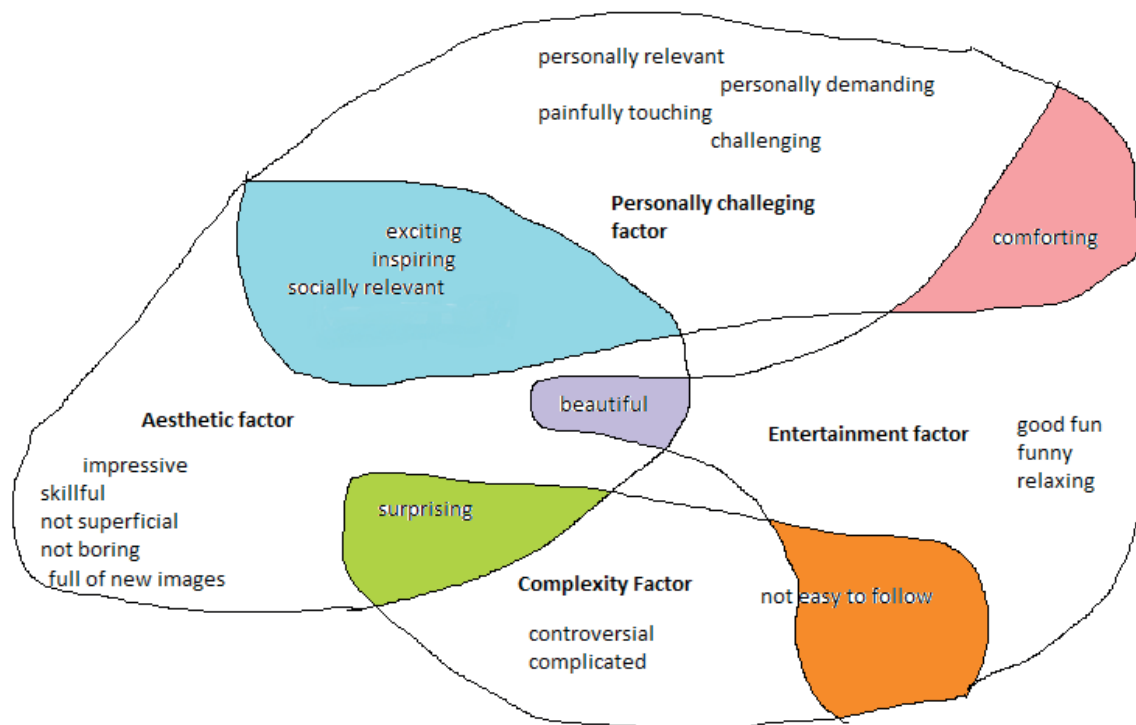 personally relevant
personally demanding
painfully touching
challenging
Personally challeging
factor
exciting
inspiring
socially relevant
comforting
beautiful
Aesthetic factor
impressive
skillful
not superficial
not boring
full of new images
Entertainment factor
good fun
funny
relaxing
surprising
Complexity Factor
controversial
complicated
not easy to follow